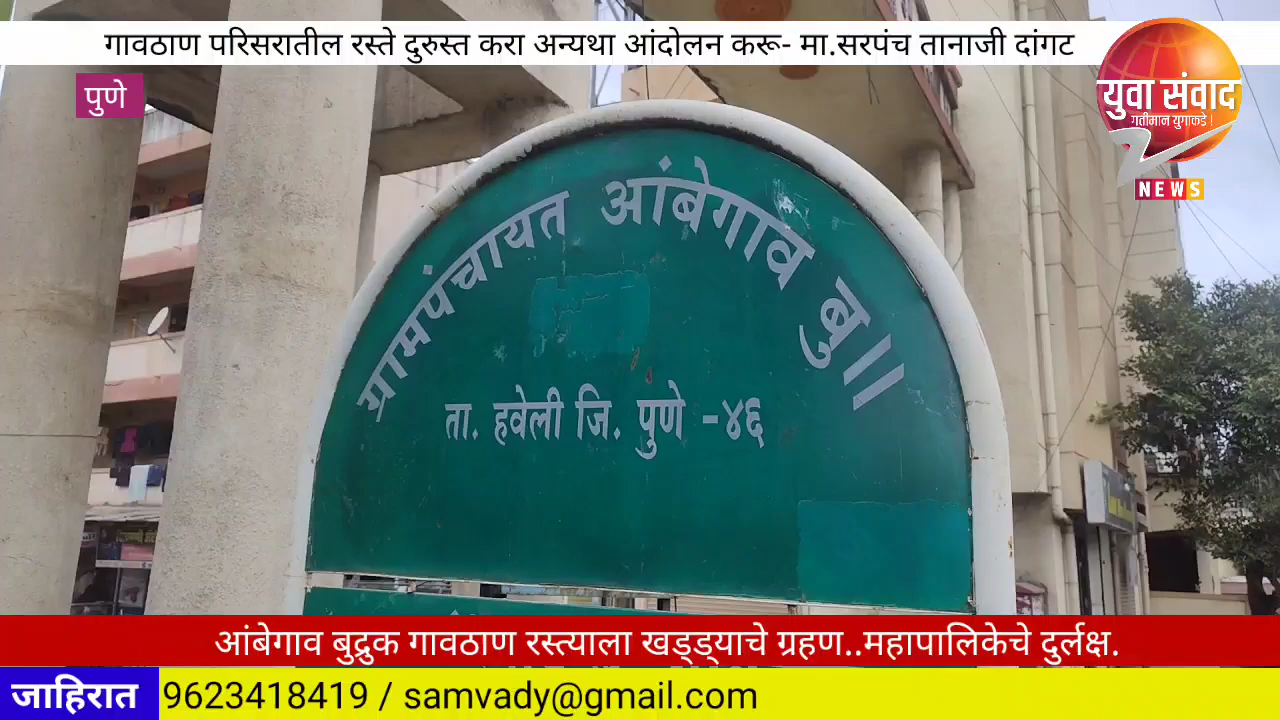 गावठाण परिसरातील रस्ते दुरुस्त करा अन्यथा आंदोलन करू- मा.सरपंच तानाजी दांगट
पुणे
युवा संवाद
गतीमान युगाकडे !
NEWS
ग्रामपंचायत आंबेगाव बु||
ता. हवेली जि. पुणे -४६
आंबेगाव बुद्रुक गावठाण रस्त्याला खड्ड्याचे ग्रहण..महापालिकेचे दुर्लक्ष.
जाहिरात 9623418419 / samvady@gmail.com